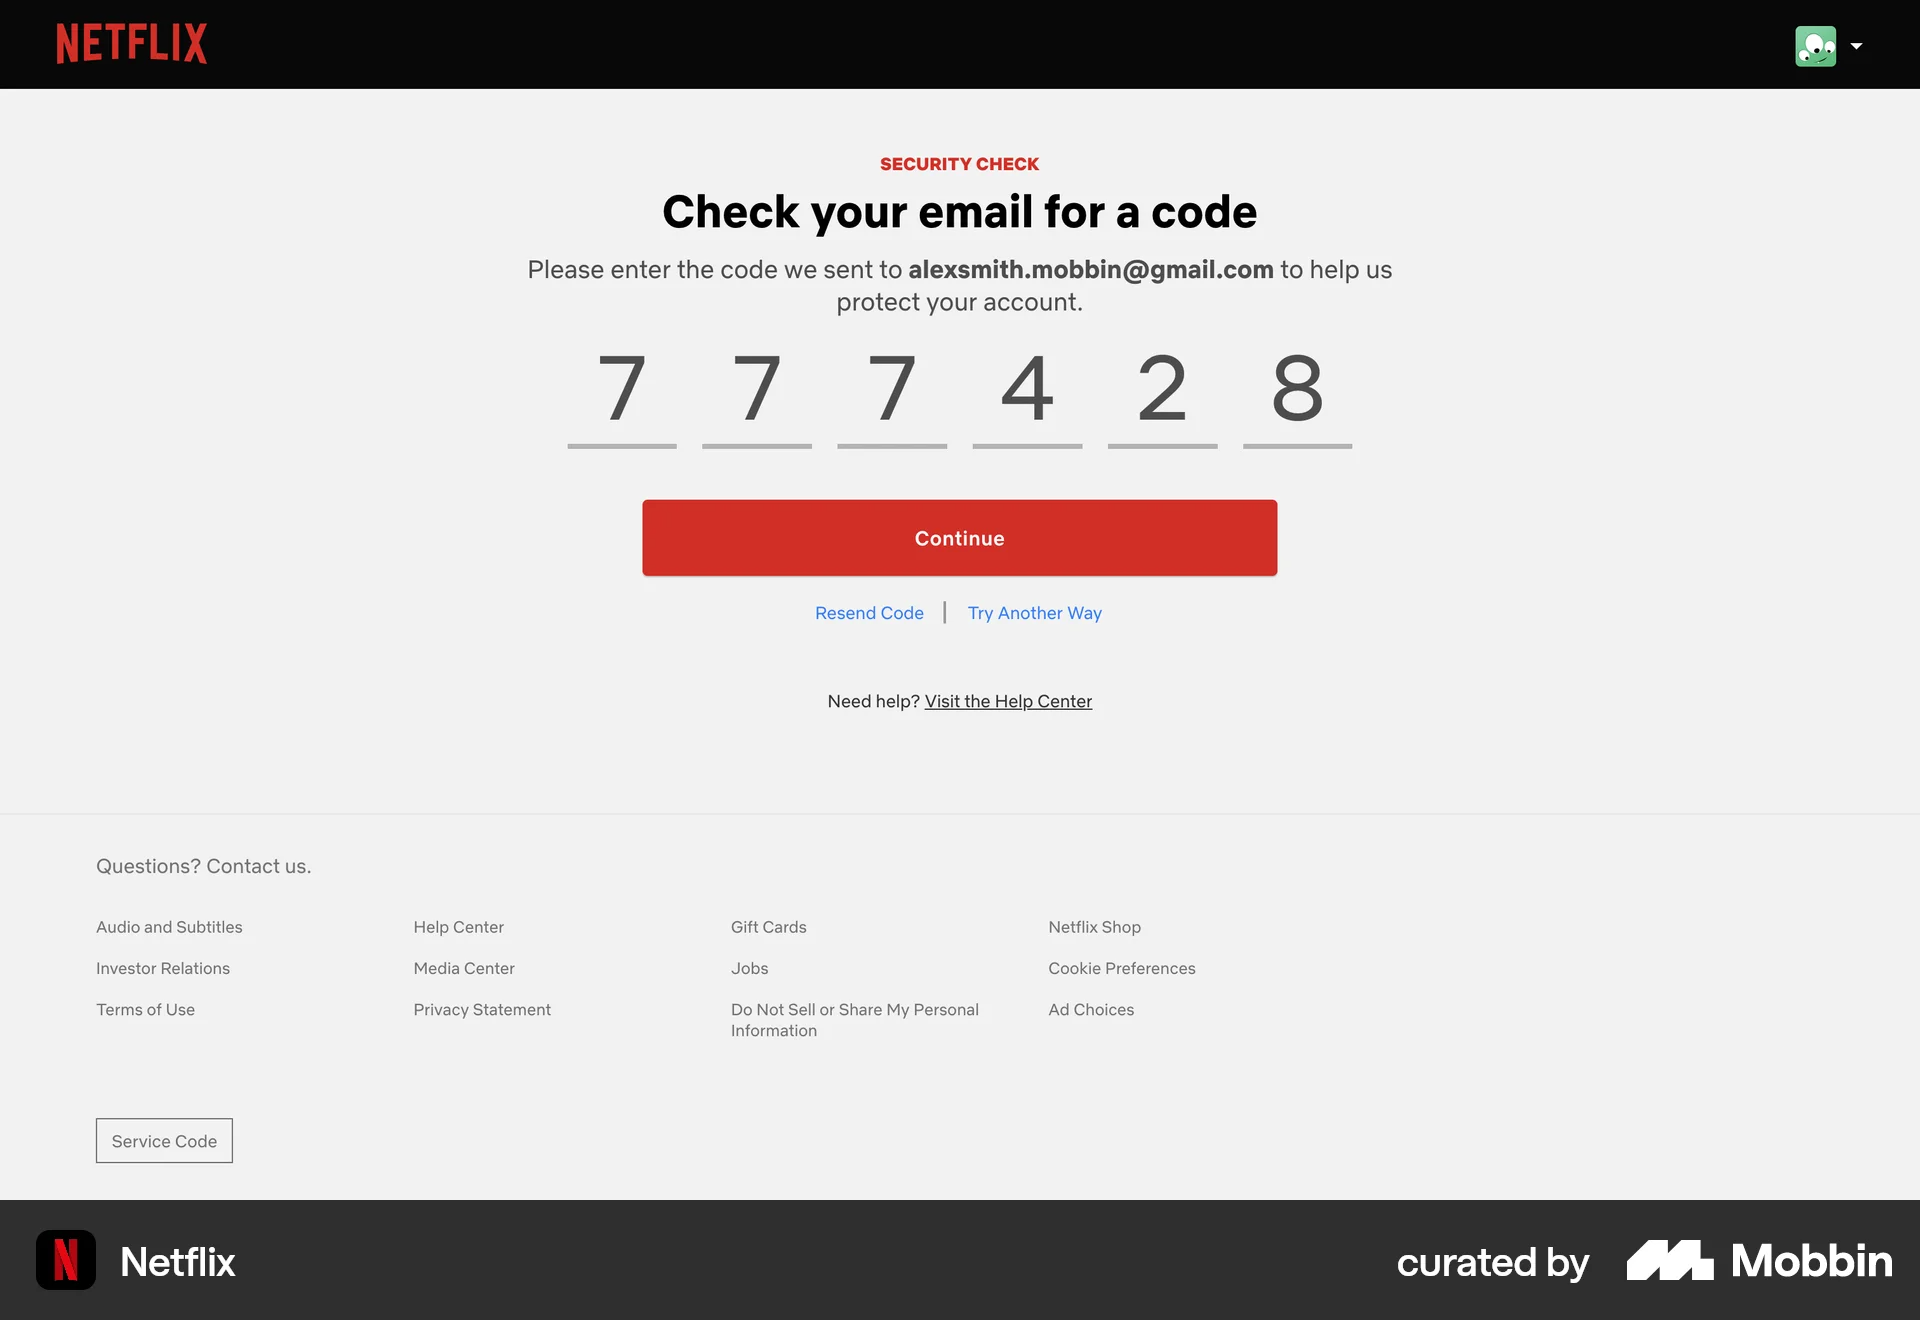 NETFLIX
SECURITY CHECK
Check your email for a code
Please enter the code we sent to alexsmith.mobbin@gmail.com to help us
protect your account.
7 7 7 4 2 8
Continue
Resend Code | Try Another Way
Need help? Visit the Help Center
Questions? Contact us.
Audio and Subtitles
Help Center
Gift Cards
Netflix Shop
Investor Relations
Media Center
Jobs
Cookie Preferences
Terms of Use
Privacy Statement
Do Not Sell or Share My Personal
Information
Ad Choices
Service Code
N
Netflix
curated by
Mobbin